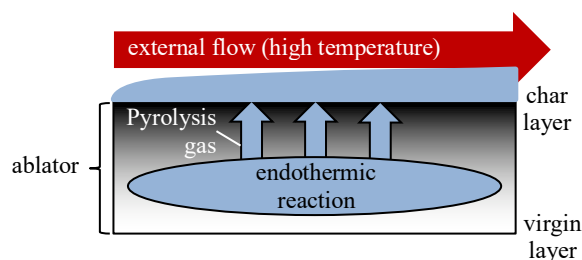 external flow (high temperature)
char
layer
Pyrolysis
gas
ablator
endothermic
reaction
virgin
layer